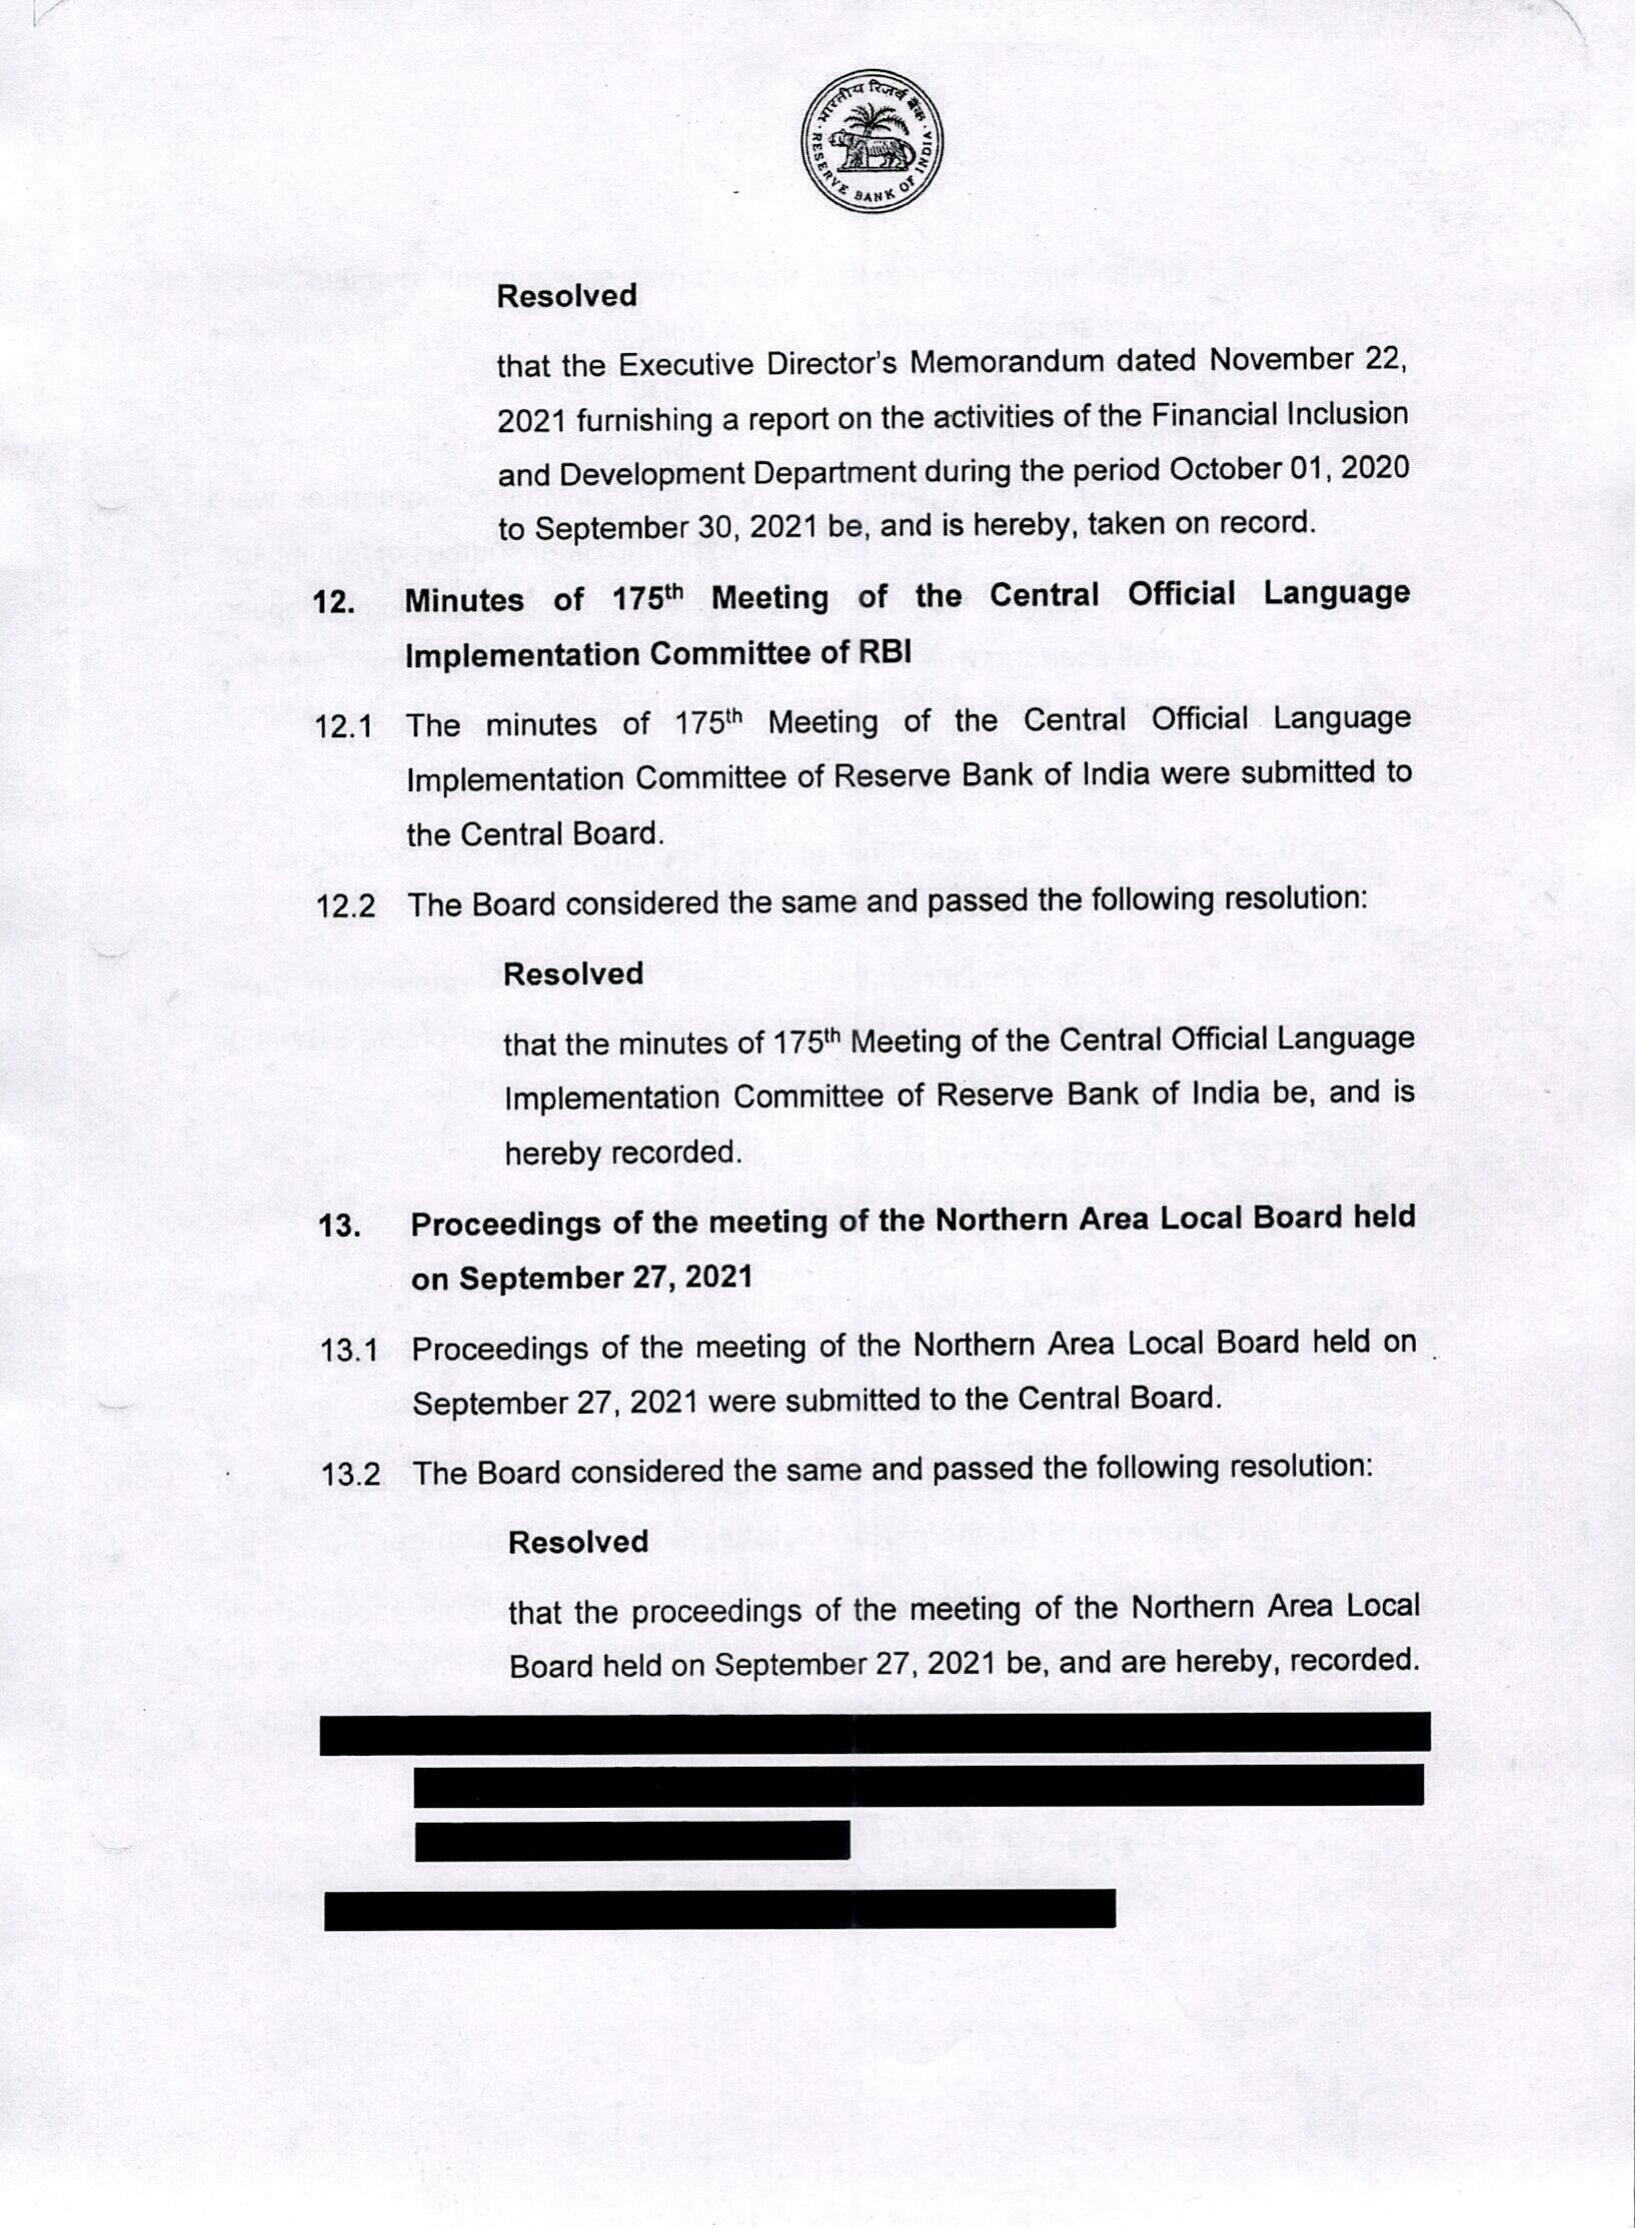 भारतीय रिज़र्व बैंक
RESERVE BANK OF INDIA
Resolved
that the Executive Director's Memorandum dated November 22,
2021 furnishing a report on the activities of the Financial Inclusion
and Development Department during the period October 01, 2020
to September 30, 2021 be, and is hereby, taken on record.
12. Minutes of 175th Meeting of the Central Official Language
Implementation Committee of RBI
12.1 The minutes of 175th Meeting of the Central Official Language
Implementation Committee of Reserve Bank of India were submitted to
the Central Board.
12.2 The Board considered the same and passed the following resolution:
Resolved
that the minutes of 175th Meeting of the Central Official Language
Implementation Committee of Reserve Bank of India be, and is
hereby recorded.
13. Proceedings of the meeting of the Northern Area Local Board held
on September 27, 2021
13.1 Proceedings of the meeting of the Northern Area Local Board held on
September 27, 2021 were submitted to the Central Board.
13.2 The Board considered the same and passed the following resolution:
Resolved
that the proceedings of the meeting of the Northern Area Local
Board held on September 27, 2021 be, and are hereby, recorded.